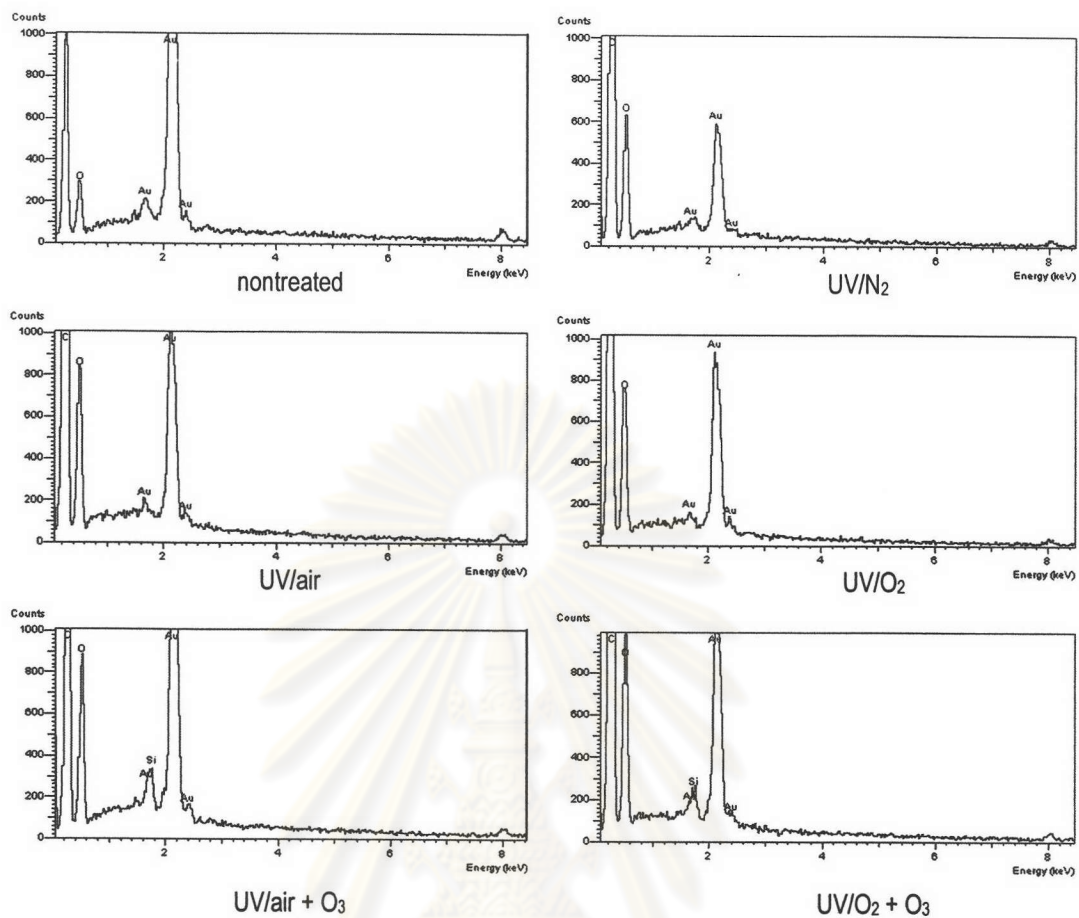 Counts
1000
800
600
400
200
0
O
Au
Au
Au
2
4
6
8
Energy (keV)
nontreated
Counts
1000
800
600
400
200
0
O
Au
Au
Au
2
4
6
8
Energy (keV)
UV/N₂
Counts
1000
800
600
400
200
0
C
O
Au
Au
Au
2
4
6
8
Energy (keV)
UV/air
Counts
1000
800
600
400
200
0
O
Au
Au
Au
2
4
6
8
Energy (keV)
UV/O₂
Counts
1000
800
600
400
200
0
O
Si
Au
Au
2
4
6
8
Energy (keV)
UV/air + O₃
Counts
1000
800
600
400
200
0
C
Si
Au
Au
2
4
6
8
Energy (keV)
UV/O₂ + O₃